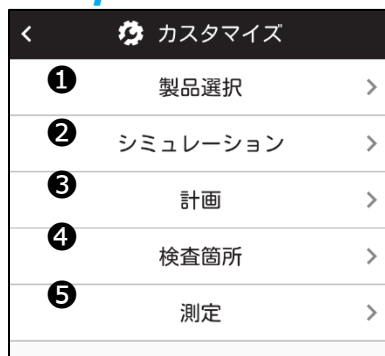 カスタマイズ
❶ 製品選択
❷ シミュレーション
❸ 計画
❹ 検査箇所
❺ 測定